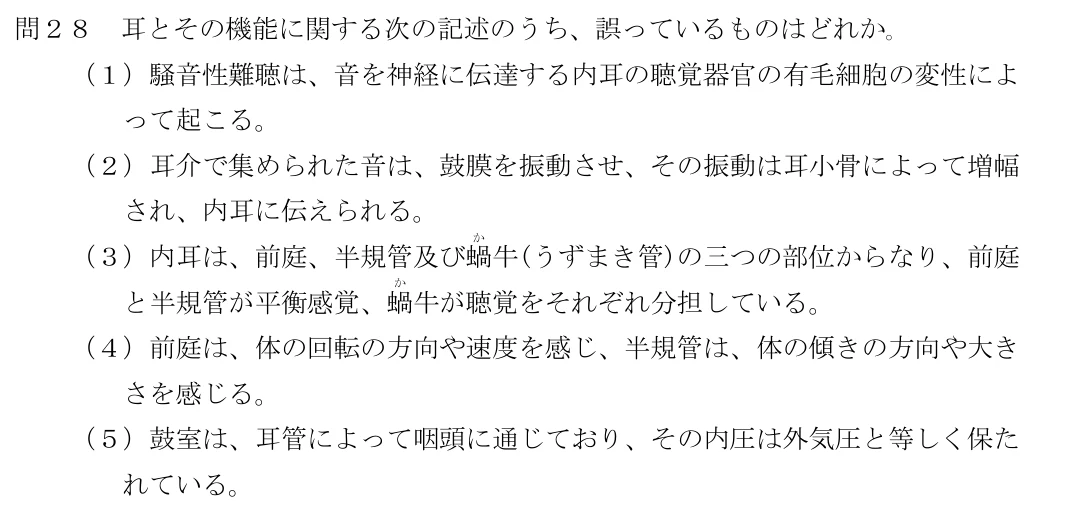 問２８　耳とその機能に関する次の記述のうち、誤っているものはどれか。
（１）騒音性難聴は、音を神経に伝達する内耳の聴覚器官の有毛細胞の変性によ
って起こる。
（２）耳介で集められた音は、鼓膜を振動させ、その振動は耳小骨によって増幅
され、内耳に伝えられる。
か
（３）内耳は、前庭、半規管及び蝸牛(うずまき管)の三つの部位からなり、前庭
か
と半規管が平衡感覚、蝸牛が聴覚をそれぞれ分担している。
（４）前庭は、体の回転の方向や速度を感じ、半規管は、体の傾きの方向や大き
さを感じる。
（５）鼓室は、耳管によって咽頭に通じており、その内圧は外気圧と等しく保た
れている。